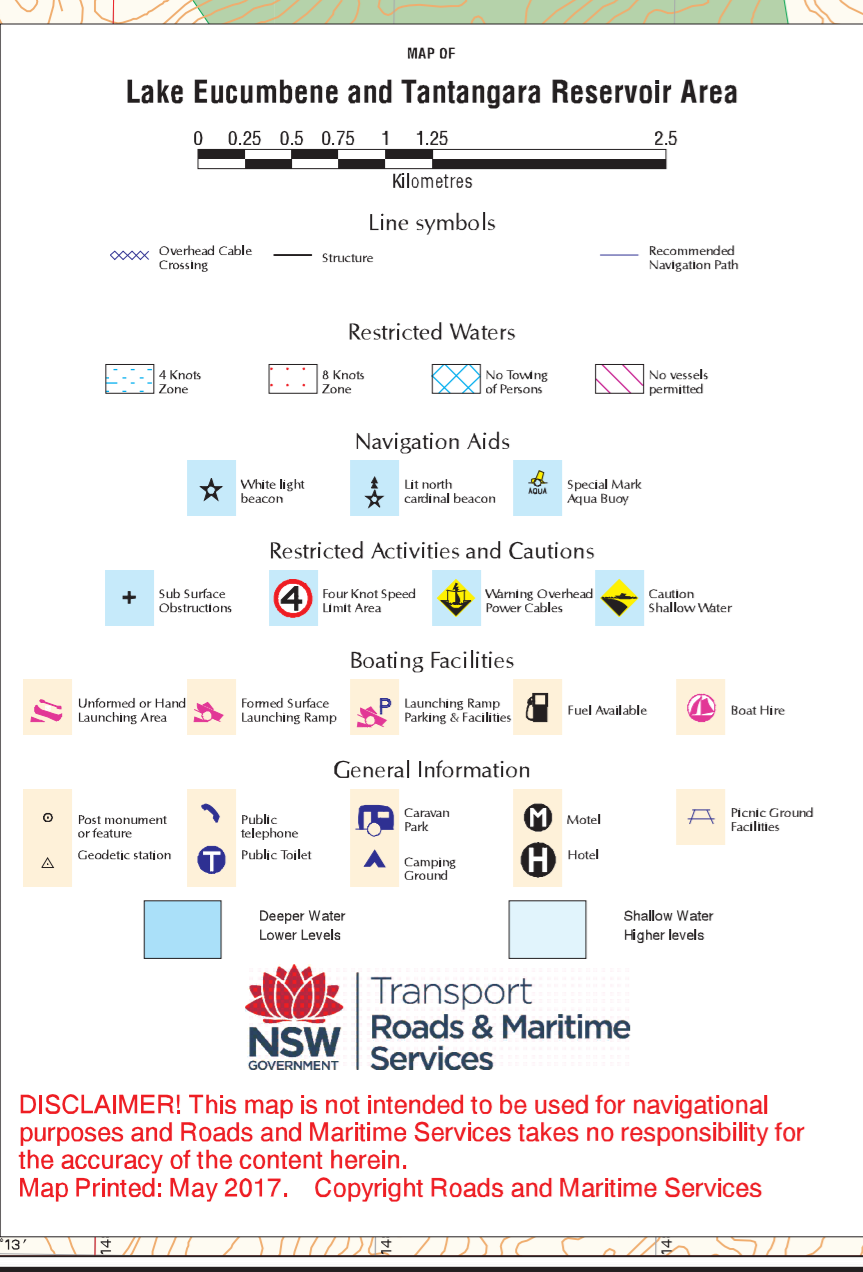 MAP OF
Lake Eucumbene and Tantangara Reservoir Area
0 0.25 0.5 0.75 1 1.25 2.5
Kilometres
Line symbols
Overhead Cable
Crossing
Structure
Recommended
Navigation Path
Restricted Waters
4 Knots
Zone
8 Knots
Zone
No Towing
of Persons
No vessels
permitted
Navigation Aids
White light
beacon
Lit north
cardinal beacon
AQUA
Special Mark
Aqua Buoy
Restricted Activities and Cautions
Sub Surface
Obstructions
4
Four Knot Speed
Limit Area
Warning Overhead
Power Cables
Caution
Shallow Water
Boating Facilities
Unformed or Hand
Launching Area
Formed Surface
Launching Ramp
P
Launching Ramp
Parking & Facilities
Fuel Available
Boat Hire
General Information
Post monument
or feature
Geodetic station
Public
telephone
T
Public Toilet
Caravan
Park
Camping
Ground
M
Motel
H
Hotel
Picnic Ground
Facilities
Deeper Water
Lower Levels
Shallow Water
Higher levels
NSW
GOVERNMENT
Transport
Roads & Maritime
Services
DISCLAIMER! This map is not intended to be used for navigational
purposes and Roads and Maritime Services takes no responsibility for
the accuracy of the content herein.
Map Printed: May 2017. Copyright Roads and Maritime Services
°13′
14
14
14